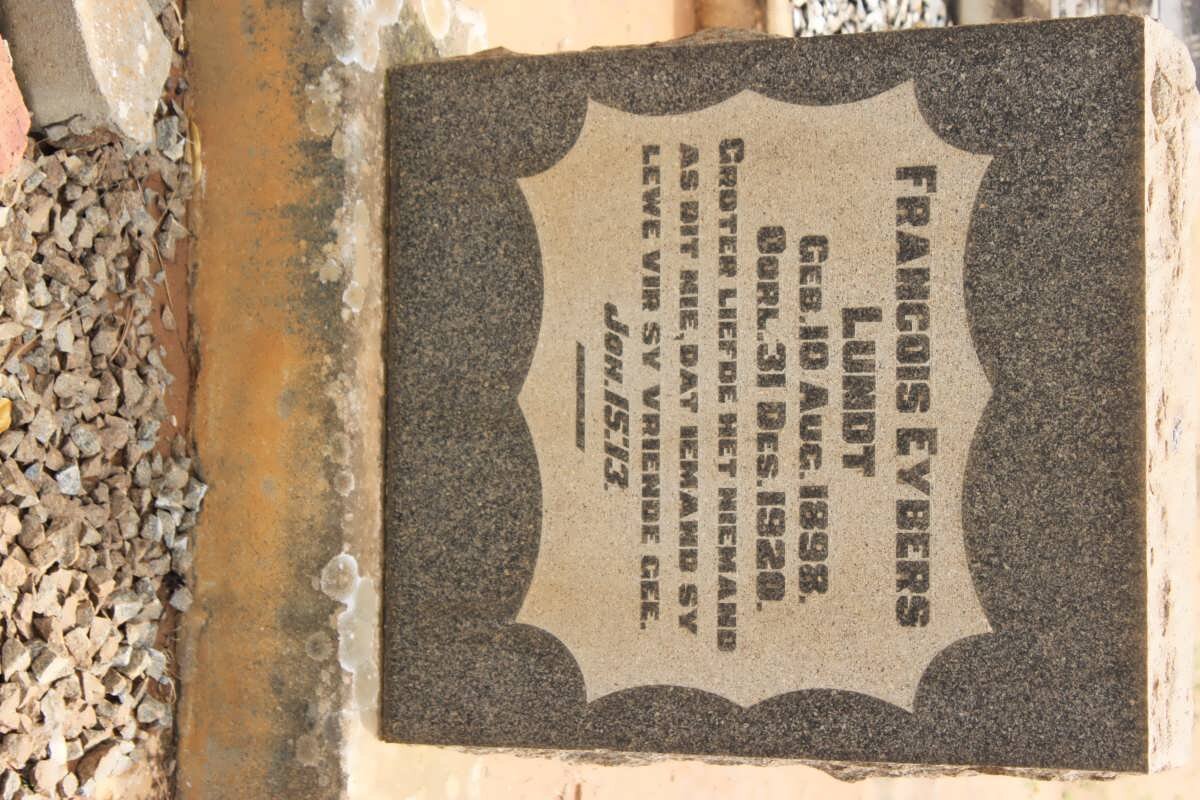 FRANCOIS EYBERS
LUNDT
GEB. 10 AUG. 1898.
OORL. 31 DES. 1920.
GROTER LIEFDE HET NIEMAND
AS DIT NIE, DAT IEMAND SY
LEWE VIR SY VRIENDE GEE.
JOH. 15:13.